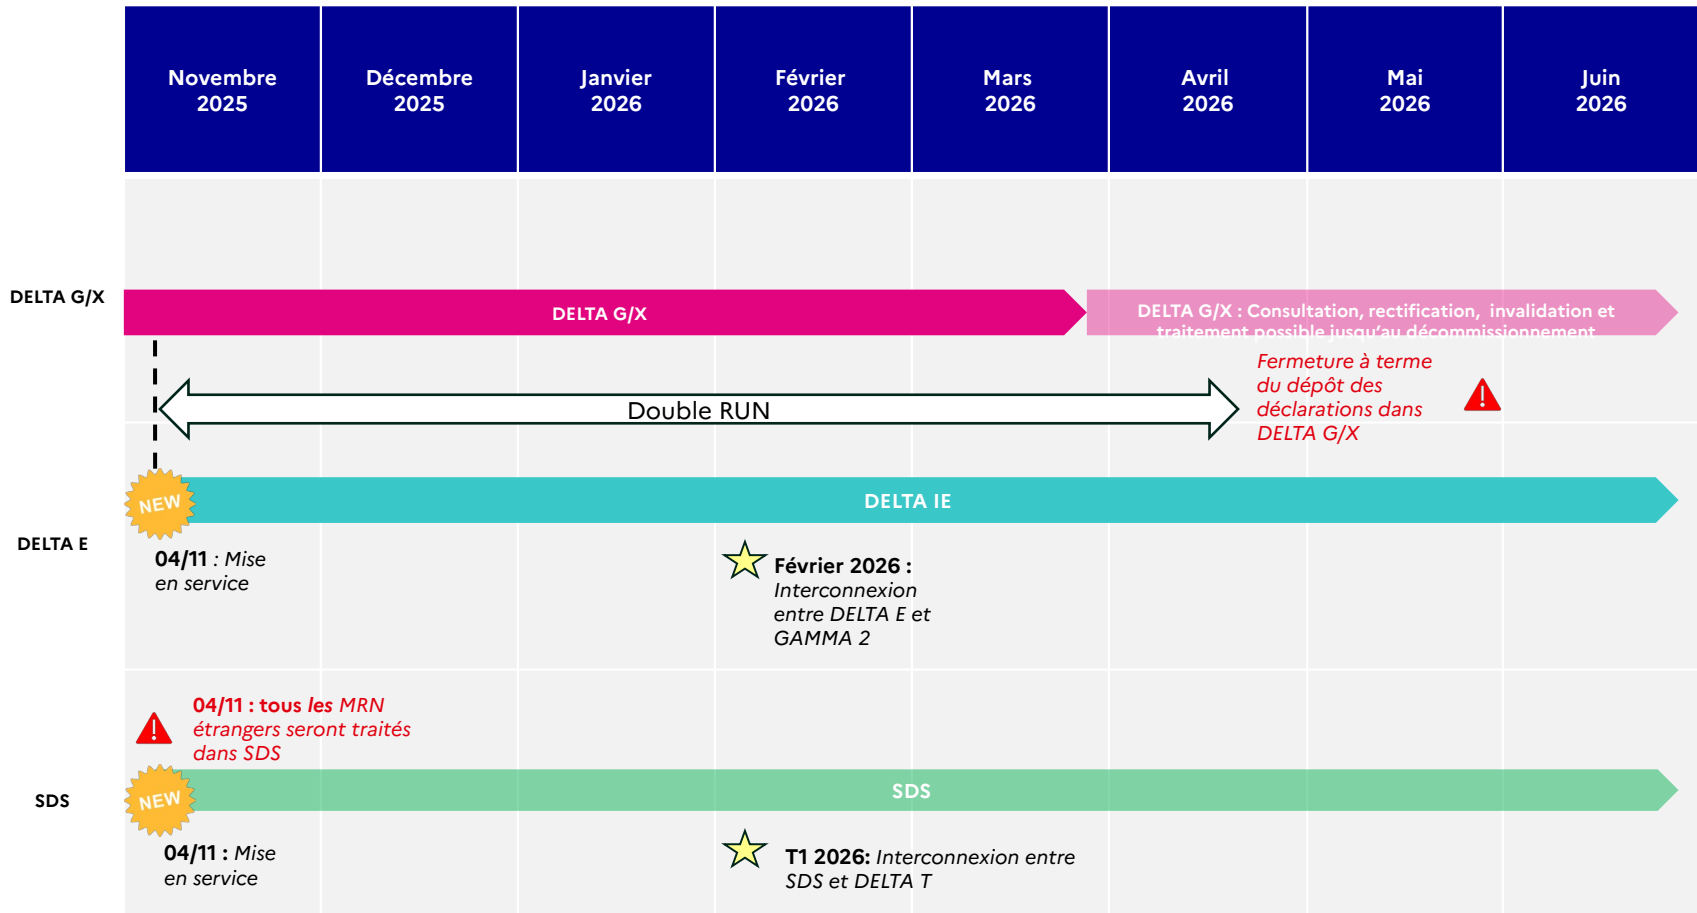 Novembre
2025
Décembre
2025
Janvier
2026
Février
2026
Mars
2026
Avril
2026
Mai
2026
Juin
2026
DELTA G/X
DELTA G/X
DELTA G/X : Consultation, rectification, invalidation et
traitement possible jusqu'au décommissionnement
Double RUN
Fermeture à terme
du dépôt des
déclarations dans
DELTA G/X
DELTA E
NEW
DELTA IE
04/11 : Mise
en service
Février 2026 :
Interconnexion
entre DELTA E et
GAMMA 2
04/11 : tous les MRN
étrangers seront traités
dans SDS
SDS
NEW
SDS
04/11 : Mise
en service
T1 2026: Interconnexion entre
SDS et DELTA T